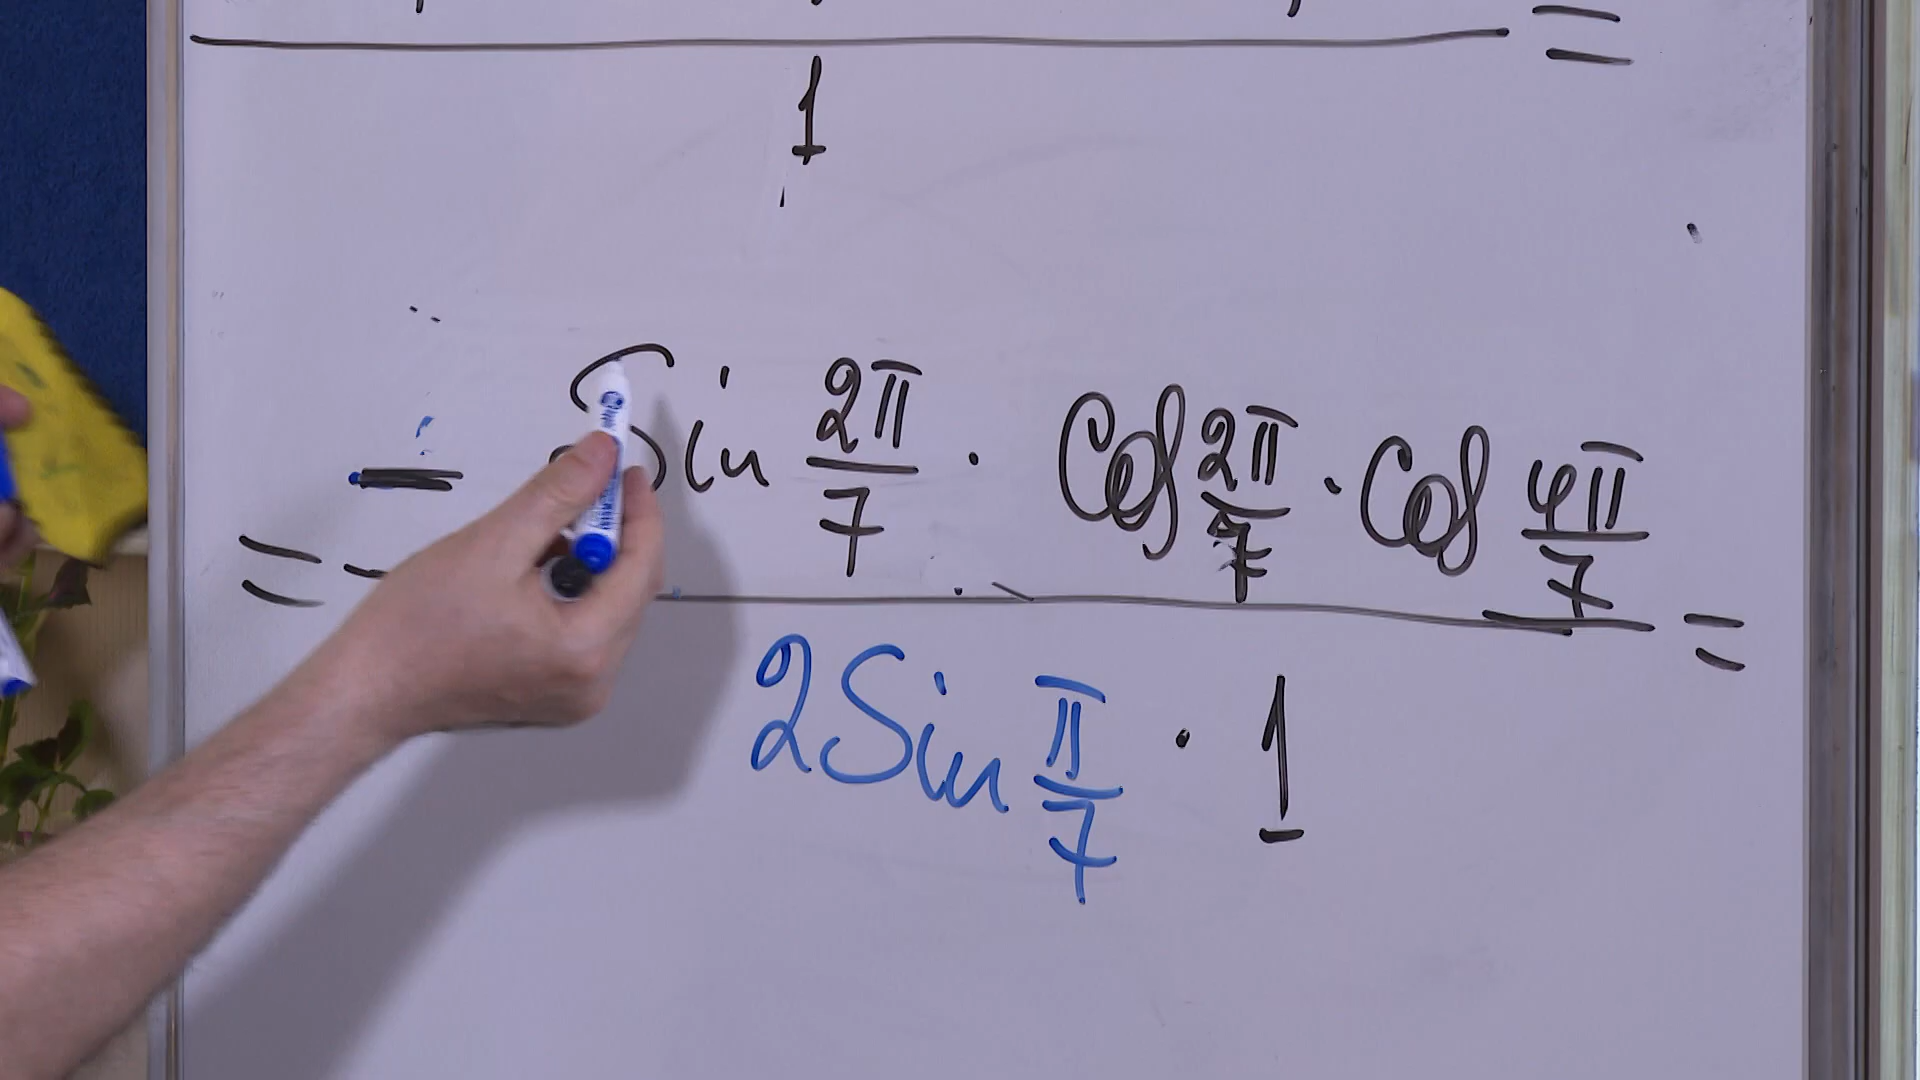 =
1
= - Sin 2π/7 · Cos 2π/7 · Cos 4π/7 =
2Sin π/7 · 1